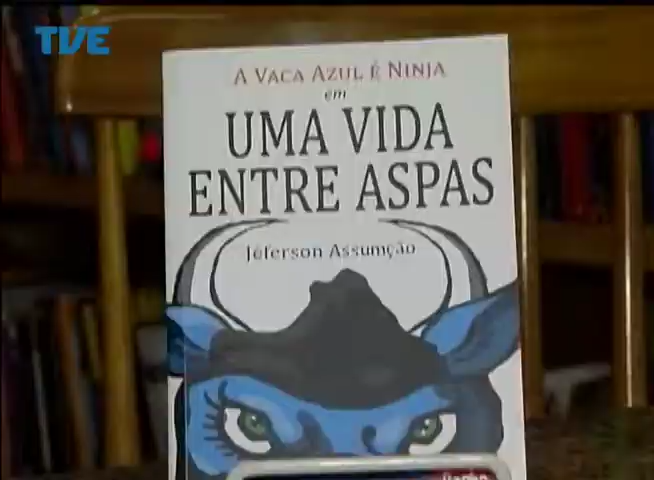 TVE
A VACA AZUL É NINJA
em
UMA VIDA
ENTRE ASPAS
Jéferson Assumção